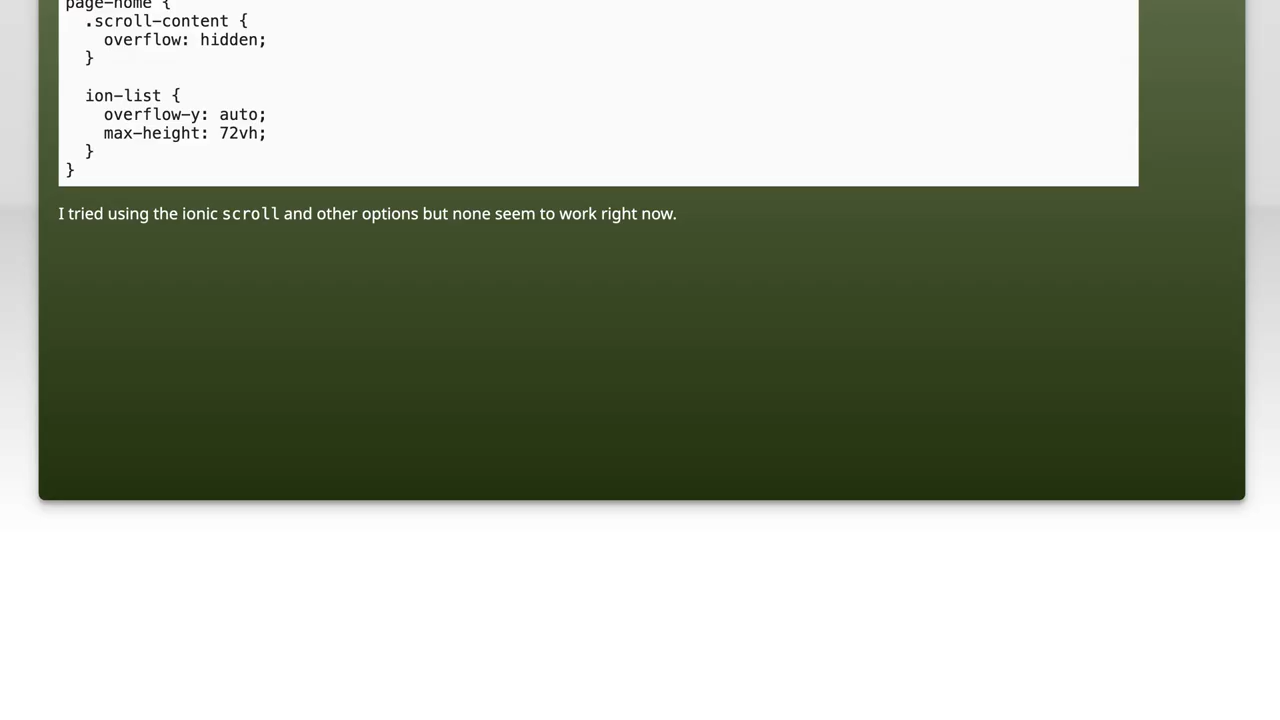 page-home {
  .scroll-content {
    overflow: hidden;
  }

  ion-list {
    overflow-y: auto;
    max-height: 72vh;
  }
}
I tried using the ionic scroll and other options but none seem to work right now.